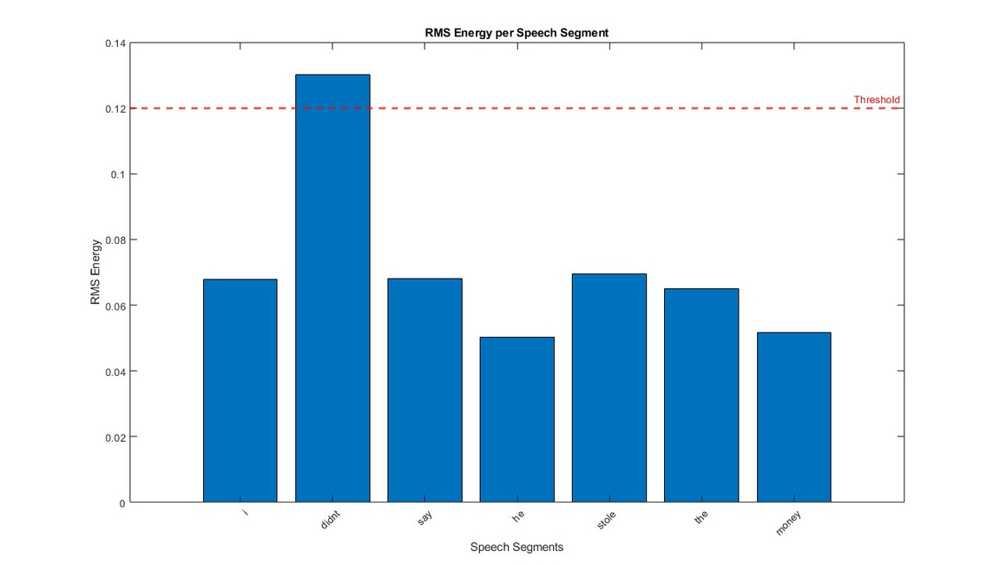 RMS Energy per Speech Segment
0.14
0.12
0.1
0.08
0.06
0.04
0.02
0
RMS Energy
Threshold
i
didnt
say
he
stole
the
money
Speech Segments